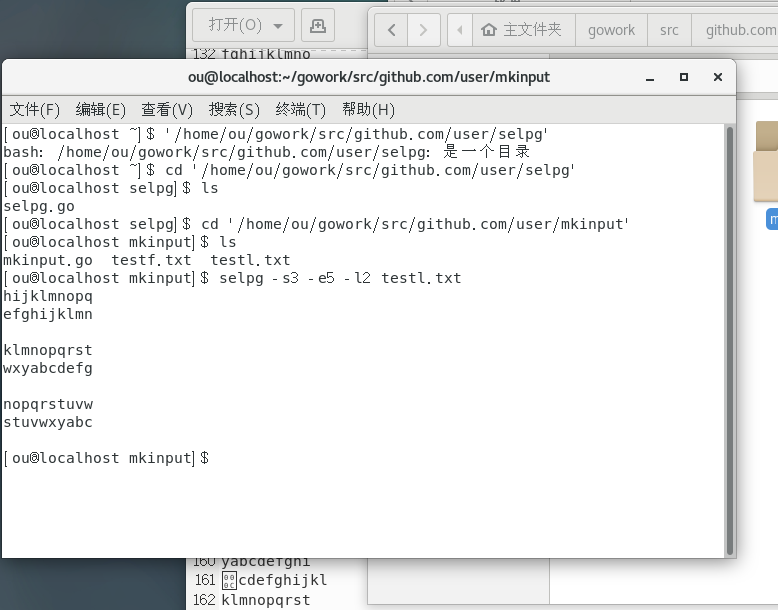 打开(O)
主文件夹
gowork
src
github.com
132 fghijklmno
ou@localhost:~/gowork/src/github.com/user/mkinput
文件(F) 编辑(E) 查看(V) 搜索(S) 终端(T) 帮助(H)
[ou@localhost ~]$ '/home/ou/gowork/src/github.com/user/selpg'
bash: /home/ou/gowork/src/github.com/user/selpg: 是一个目录
[ou@localhost ~]$ cd '/home/ou/gowork/src/github.com/user/selpg'
[ou@localhost selpg]$ ls
selpg.go
[ou@localhost selpg]$ cd '/home/ou/gowork/src/github.com/user/mkinput'
[ou@localhost mkinput]$ ls
mkinput.go testf.txt testl.txt
[ou@localhost mkinput]$ selpg -s3 -e5 -l2 testl.txt
hijklmnopq
efghijklmn
klmnopqrst
wxyabcdefg
nopqrstuvw
stuvwxyabc
[ou@localhost mkinput]$
160 yabcdefghi
161 cdefghijkl
162 klmnopqrst